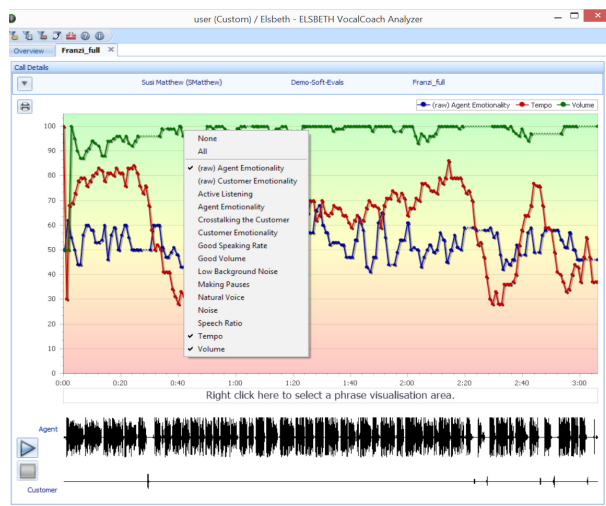 user (Custom) / Elsbeth - ELSBETH VocalCoach Analyzer
Overview
Franzi_full
Call Details
Susi Matthew (SMatthew)
Demo-Soft-Evals
Franzi_full
(raw) Agent Emotionality
Tempo
Volume
100
90
80
70
60
50
40
30
20
10
0
None
All
(raw) Agent Emotionality
(raw) Customer Emotionality
Active Listening
Agent Emotionality
Crosstalking the Customer
Customer Emotionality
Good Speaking Rate
Good Volume
Low Background Noise
Making Pauses
Natural Voice
Noise
Speech Ratio
Tempo
Volume
0:00 0:20 0:40 1:00 1:20 1:40 2:00 2:20 2:40 3:00
Right click here to select a phrase visualisation area.
Agent
Customer